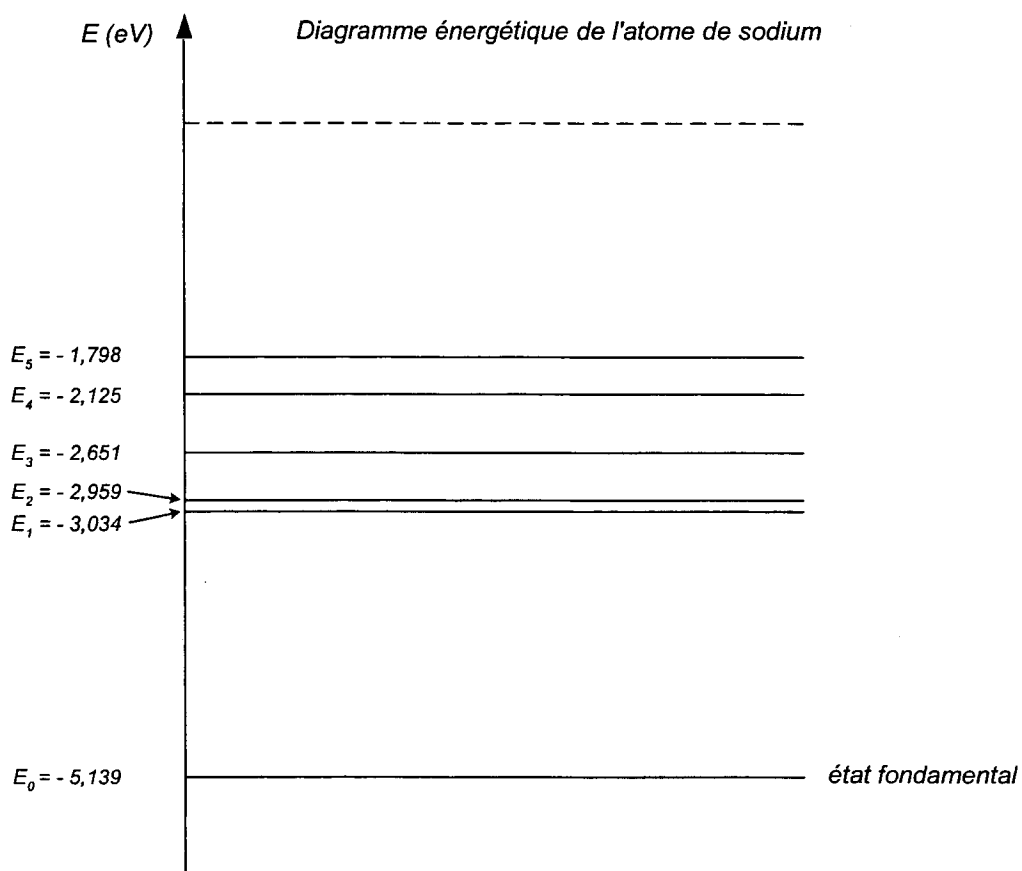 E (eV)
Diagramme énergétique de l'atome de sodium
E₅ = - 1,798
E₄ = - 2,125
E₃ = - 2,651
E₂ = - 2,959
E₁ = - 3,034
E₀ = - 5,139
état fondamental